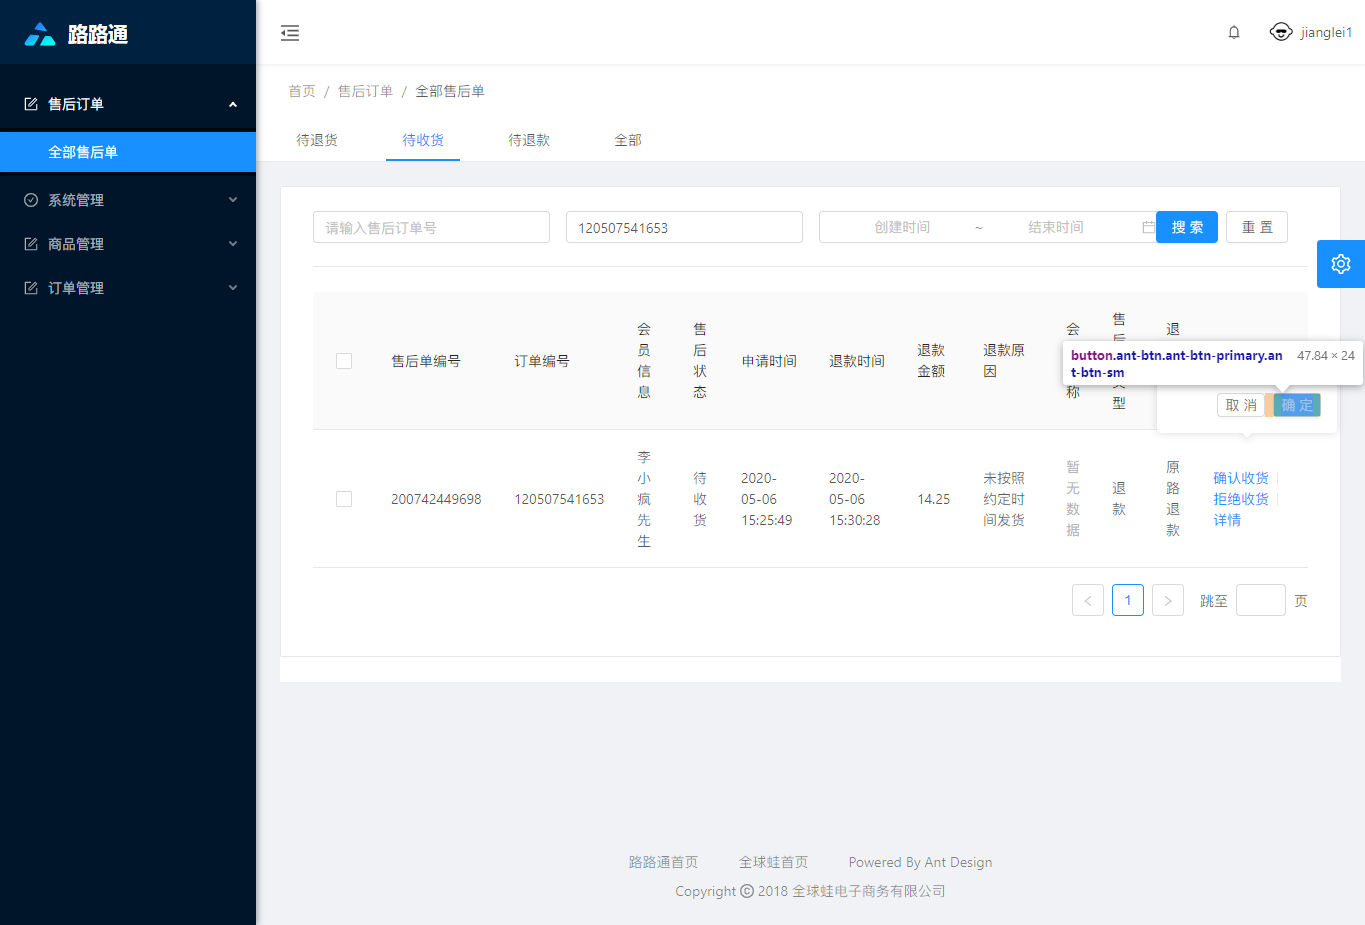 路路通
jianglei1
售后订单
全部售后单
系统管理
商品管理
订单管理
首页 / 售后订单 / 全部售后单
待退货 待收货 待退款 全部
请输入售后订单号 120507541653 创建时间 ~ 结束时间 搜 索 重 置
售后单编号 订单编号 会员信息 售后状态 申请时间 退款时间 退款金额 退款原因 会 称 售后 型 退
button.ant-btn.ant-btn-primary.an 47.84 × 24
t-btn-sm
取 消 确 定
200742449698 120507541653 李小疯先生 待收货 2020-05-06 15:25:49 2020-05-06 15:30:28 14.25 未按照约定时间发货 暂无数据 退款 原路退款 确认收货
拒绝收货
详情
< 1 > 跳至 页
路路通首页 全球蛙首页 Powered By Ant Design
Copyright © 2018 全球蛙电子商务有限公司